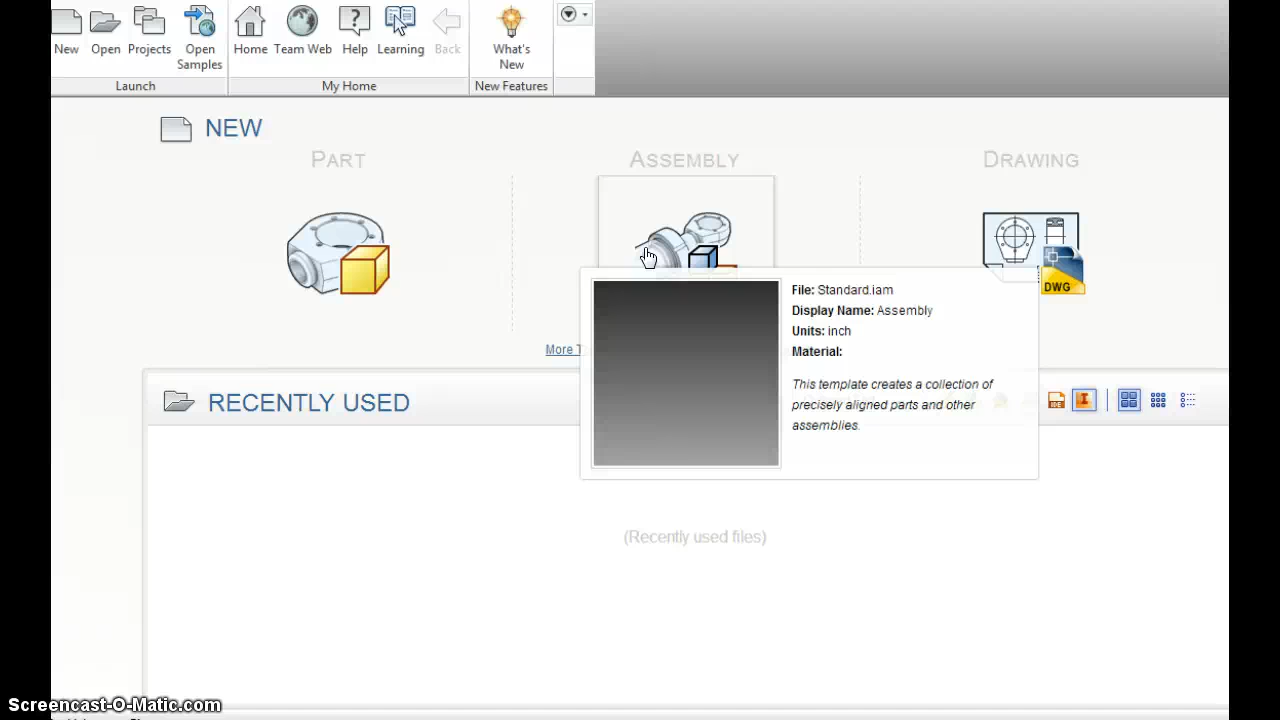 New Open Projects Open Samples Home Team Web Help Learning Back What's New
Launch My Home New Features
NEW
PART ASSEMBLY DRAWING
DWG
File: Standard.iam
Display Name: Assembly
Units: inch
Material:
This template creates a collection of
precisely aligned parts and other
assemblies.
More T
RECENTLY USED
(Recently used files)
Screencast-O-Matic.com